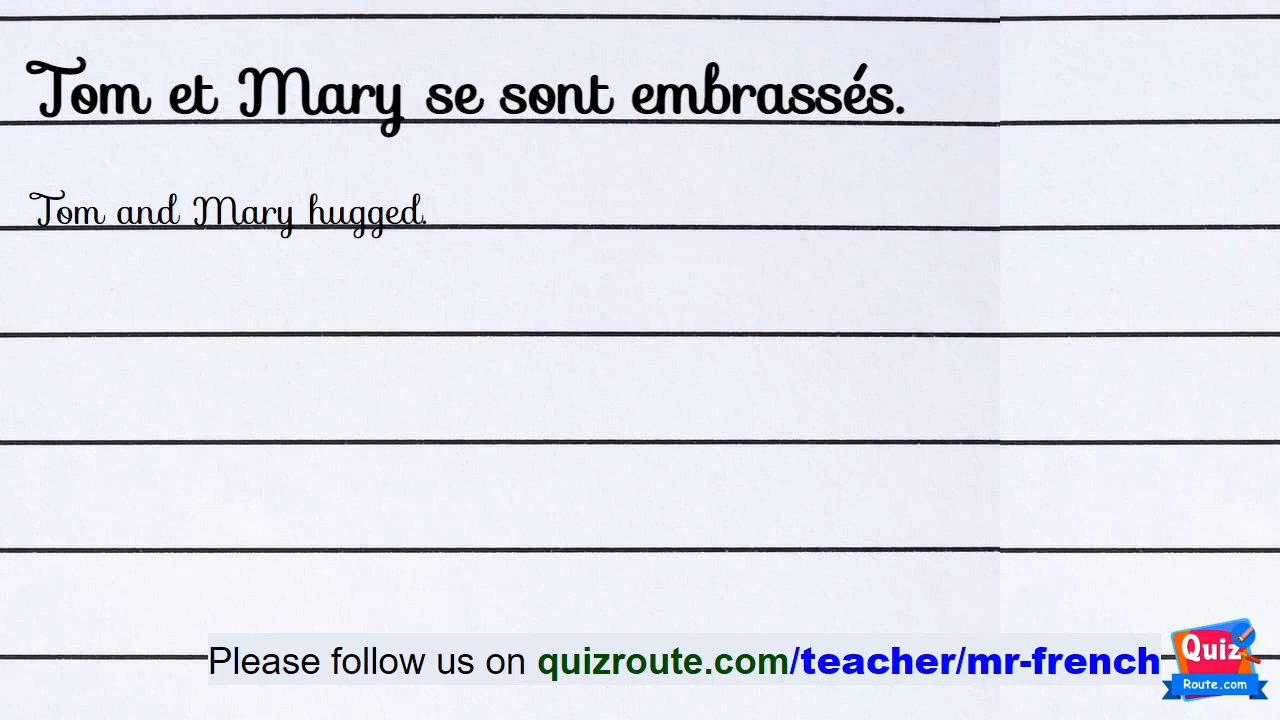 Tom et Mary se sont embrassés.
Tom and Mary hugged.
Please follow us on quizroute.com/teacher/mr-french
Quiz
Route.com